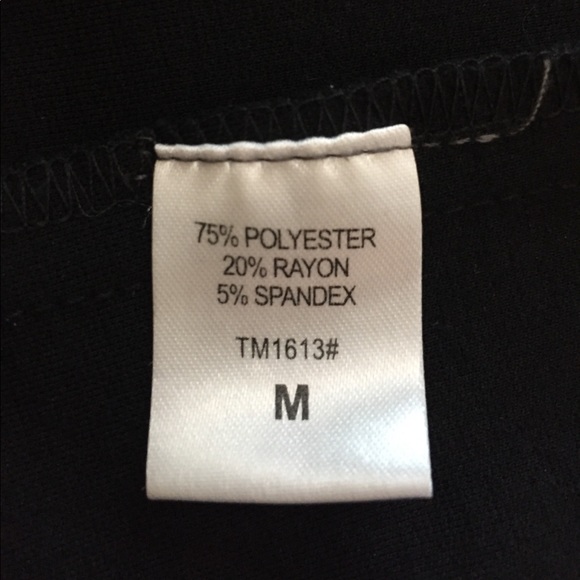 75% POLYESTER
20% RAYON
5% SPANDEX
TM1613#
M